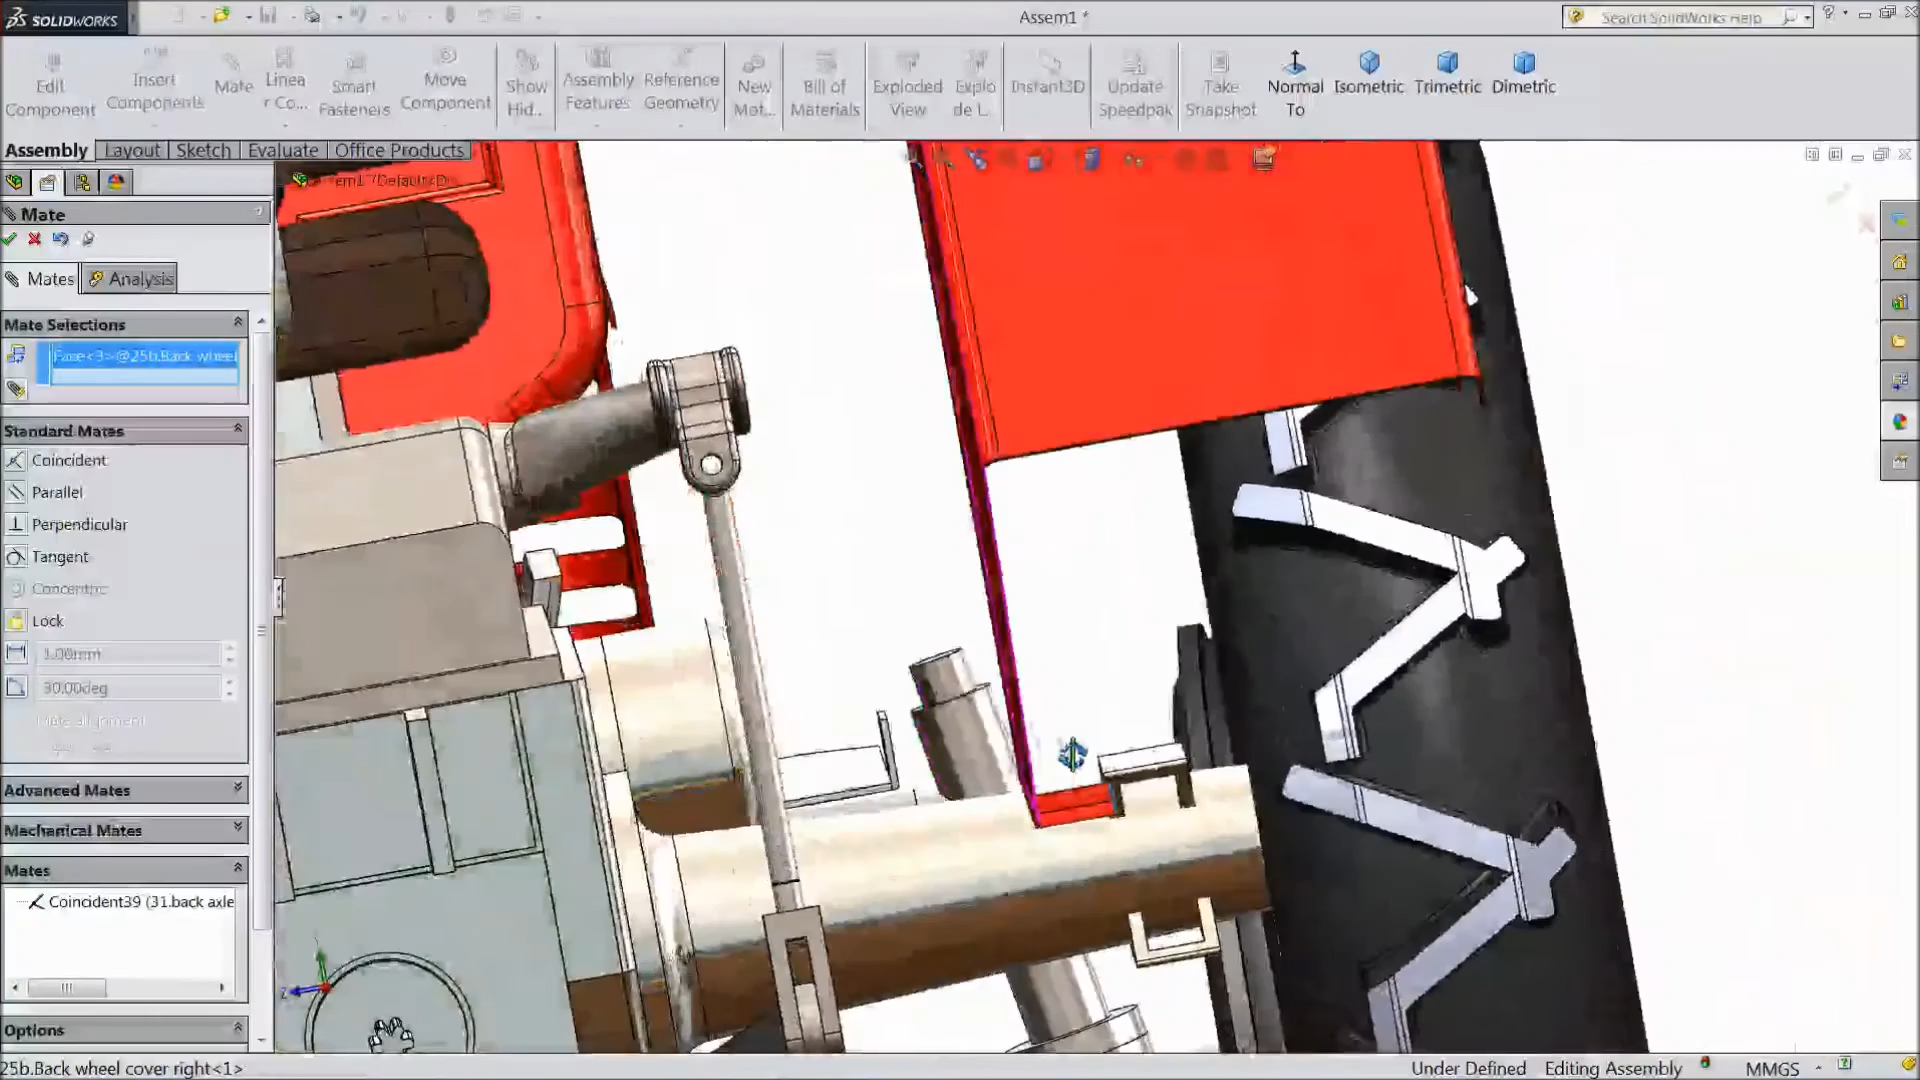 SOLIDWORKS
Assem1 *
Search SolidWorks Help
Edit Component
Insert Components
Mate
Linea r Co...
Smart Fasteners
Move Component
Show Hid...
Assembly Features
Reference Geometry
New Mot...
Bill of Materials
Exploded View
Explo de L...
Instant3D
Update Speedpak
Take Snapshot
Normal To
Isometric
Trimetric
Dimetric
Assembly Layout Sketch Evaluate Office Products
Mate
Mates Analysis
Mate Selections
Face<3>@25b.Back wheel
Standard Mates
Coincident
Parallel
Perpendicular
Tangent
Concentric
Lock
1.00mm
30.00deg
Mate alignment
Advanced Mates
Mechanical Mates
Mates
Coincident39 (31.back axle
Options
25b.Back wheel cover right<1>
Under Defined Editing Assembly MMGS